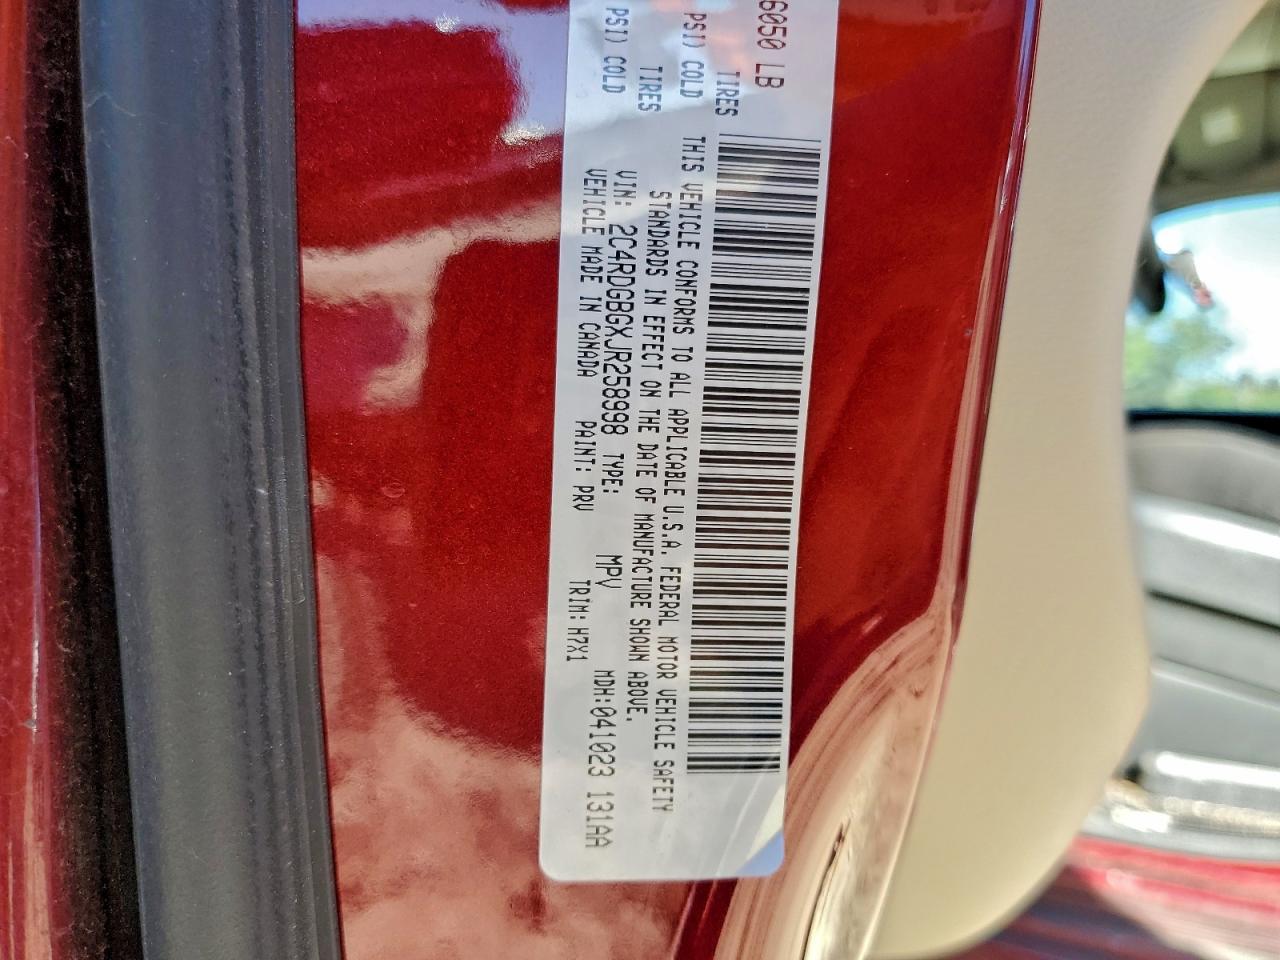 6050 LB
TIRES
PSI) COLD
TIRES
PSI) COLD
THIS VEHICLE CONFORMS TO ALL APPLICABLE U.S.A. FEDERAL MOTOR VEHICLE SAFETY
STANDARDS IN EFFECT ON THE DATE OF MANUFACTURE SHOWN ABOVE.
VIN: 2C4RDGBGXJR258998 TYPE: MPV MDH:041023 131AA
VEHICLE MADE IN CANADA PAINT: PRV TRIM: H7X1